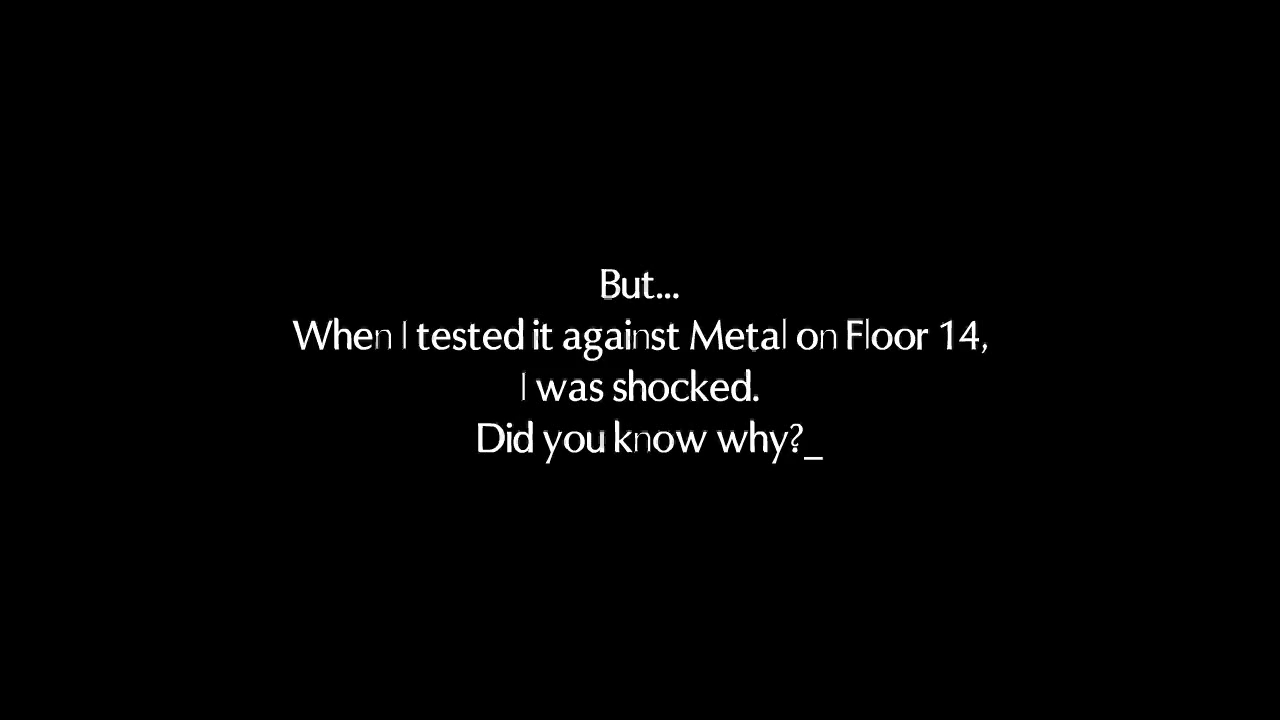 But...
When I tested it against Metal on Floor 14,
I was shocked.
Did you know why?_